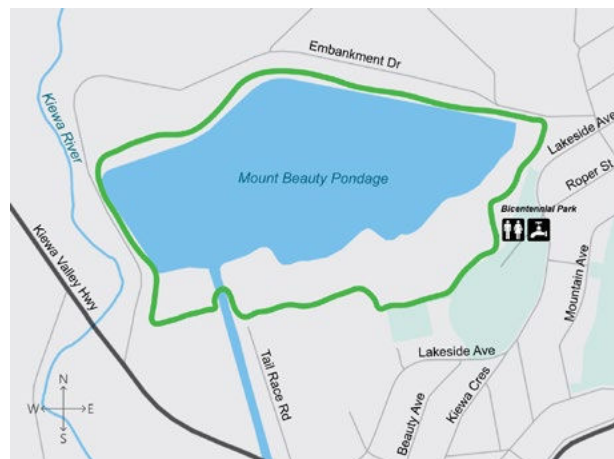 Embankment Dr
Kiewa River
Lakeside Ave
Roper St
Mount Beauty Pondage
Bicentennial Park
Kiewa Valley Hwy
Mountain Ave
Tail Race Rd
Lakeside Ave
Beauty Ave
Kiewa Cres
N
W
E
S